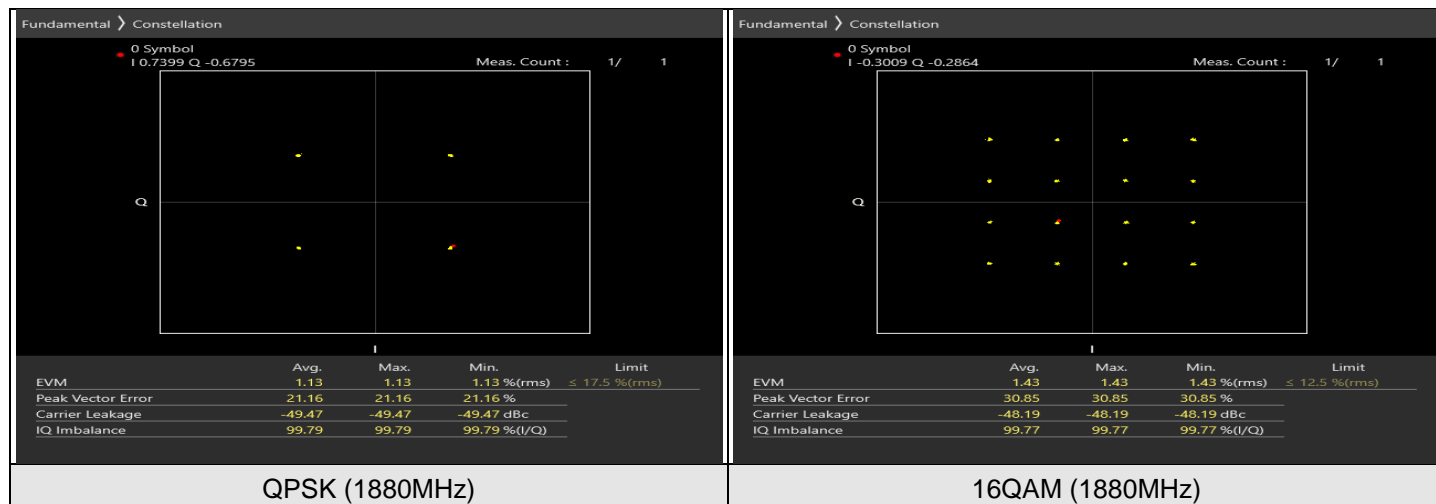 Fundamental ❯ Constellation
0 Symbol
I 0.7399 Q -0.6795
Meas. Count : 1/ 1
Q
I
Avg. Max. Min. Limit
EVM 1.13 1.13 1.13 %(rms) ≤ 17.5 %(rms)
Peak Vector Error 21.16 21.16 21.16 %
Carrier Leakage -49.47 -49.47 -49.47 dBc
IQ Imbalance 99.79 99.79 99.79 %(I/Q)
QPSK (1880MHz)
Fundamental ❯ Constellation
0 Symbol
I -0.3009 Q -0.2864
Meas. Count : 1/ 1
Q
I
Avg. Max. Min. Limit
EVM 1.43 1.43 1.43 %(rms) ≤ 12.5 %(rms)
Peak Vector Error 30.85 30.85 30.85 %
Carrier Leakage -48.19 -48.19 -48.19 dBc
IQ Imbalance 99.77 99.77 99.77 %(I/Q)
16QAM (1880MHz)